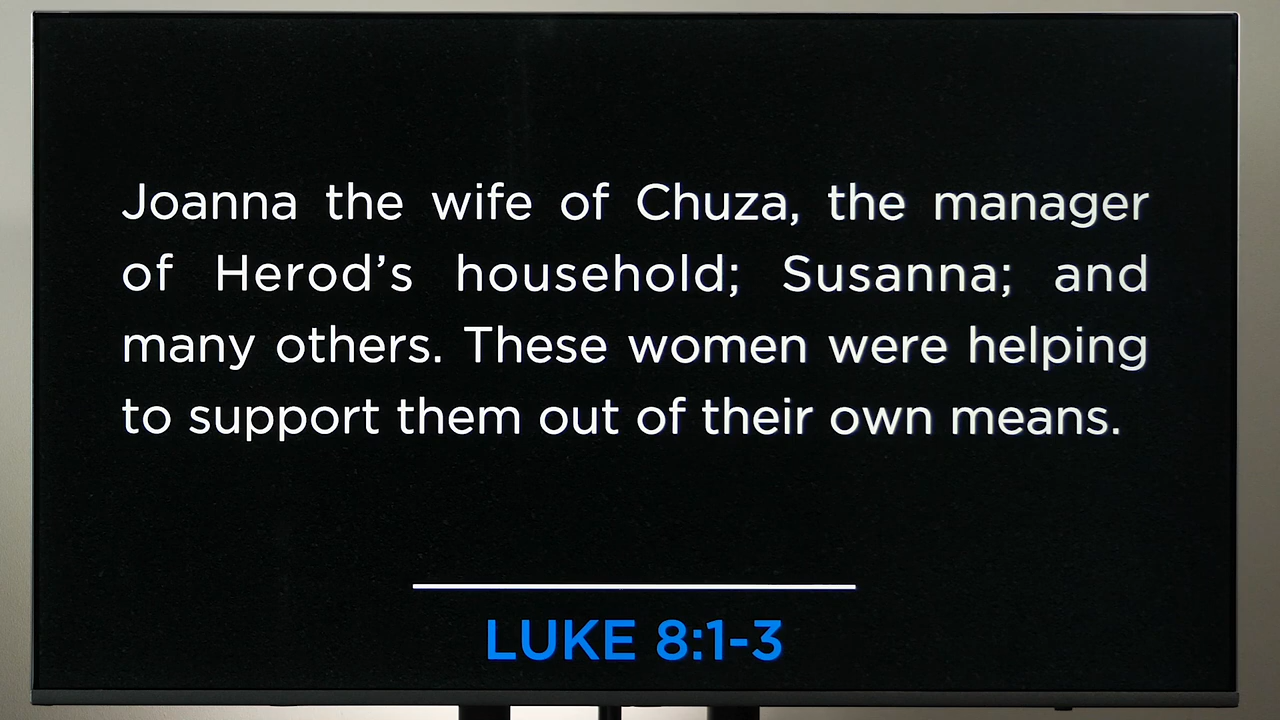 Joanna the wife of Chuza, the manager
of Herod’s household; Susanna; and
many others. These women were helping
to support them out of their own means.
LUKE 8:1-3